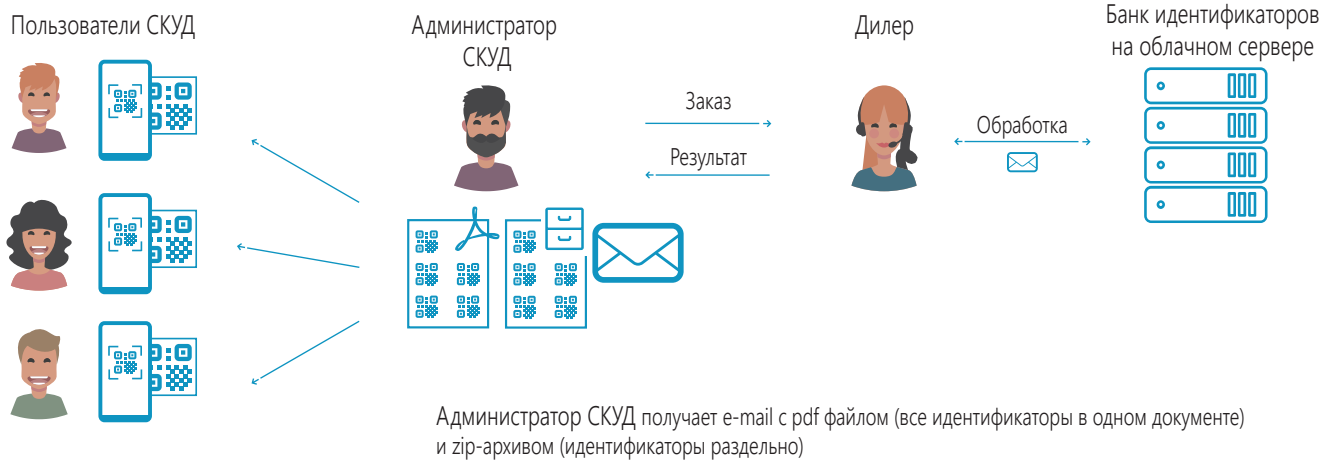 Пользователи СКУД
Администратор
СКУД
Дилер
Банк идентификаторов
на облачном сервере
Заказ
Результат
Обработка
Администратор СКУД получает e-mail с pdf файлом (все идентификаторы в одном документе)
и zip-архивом (идентификаторы раздельно)